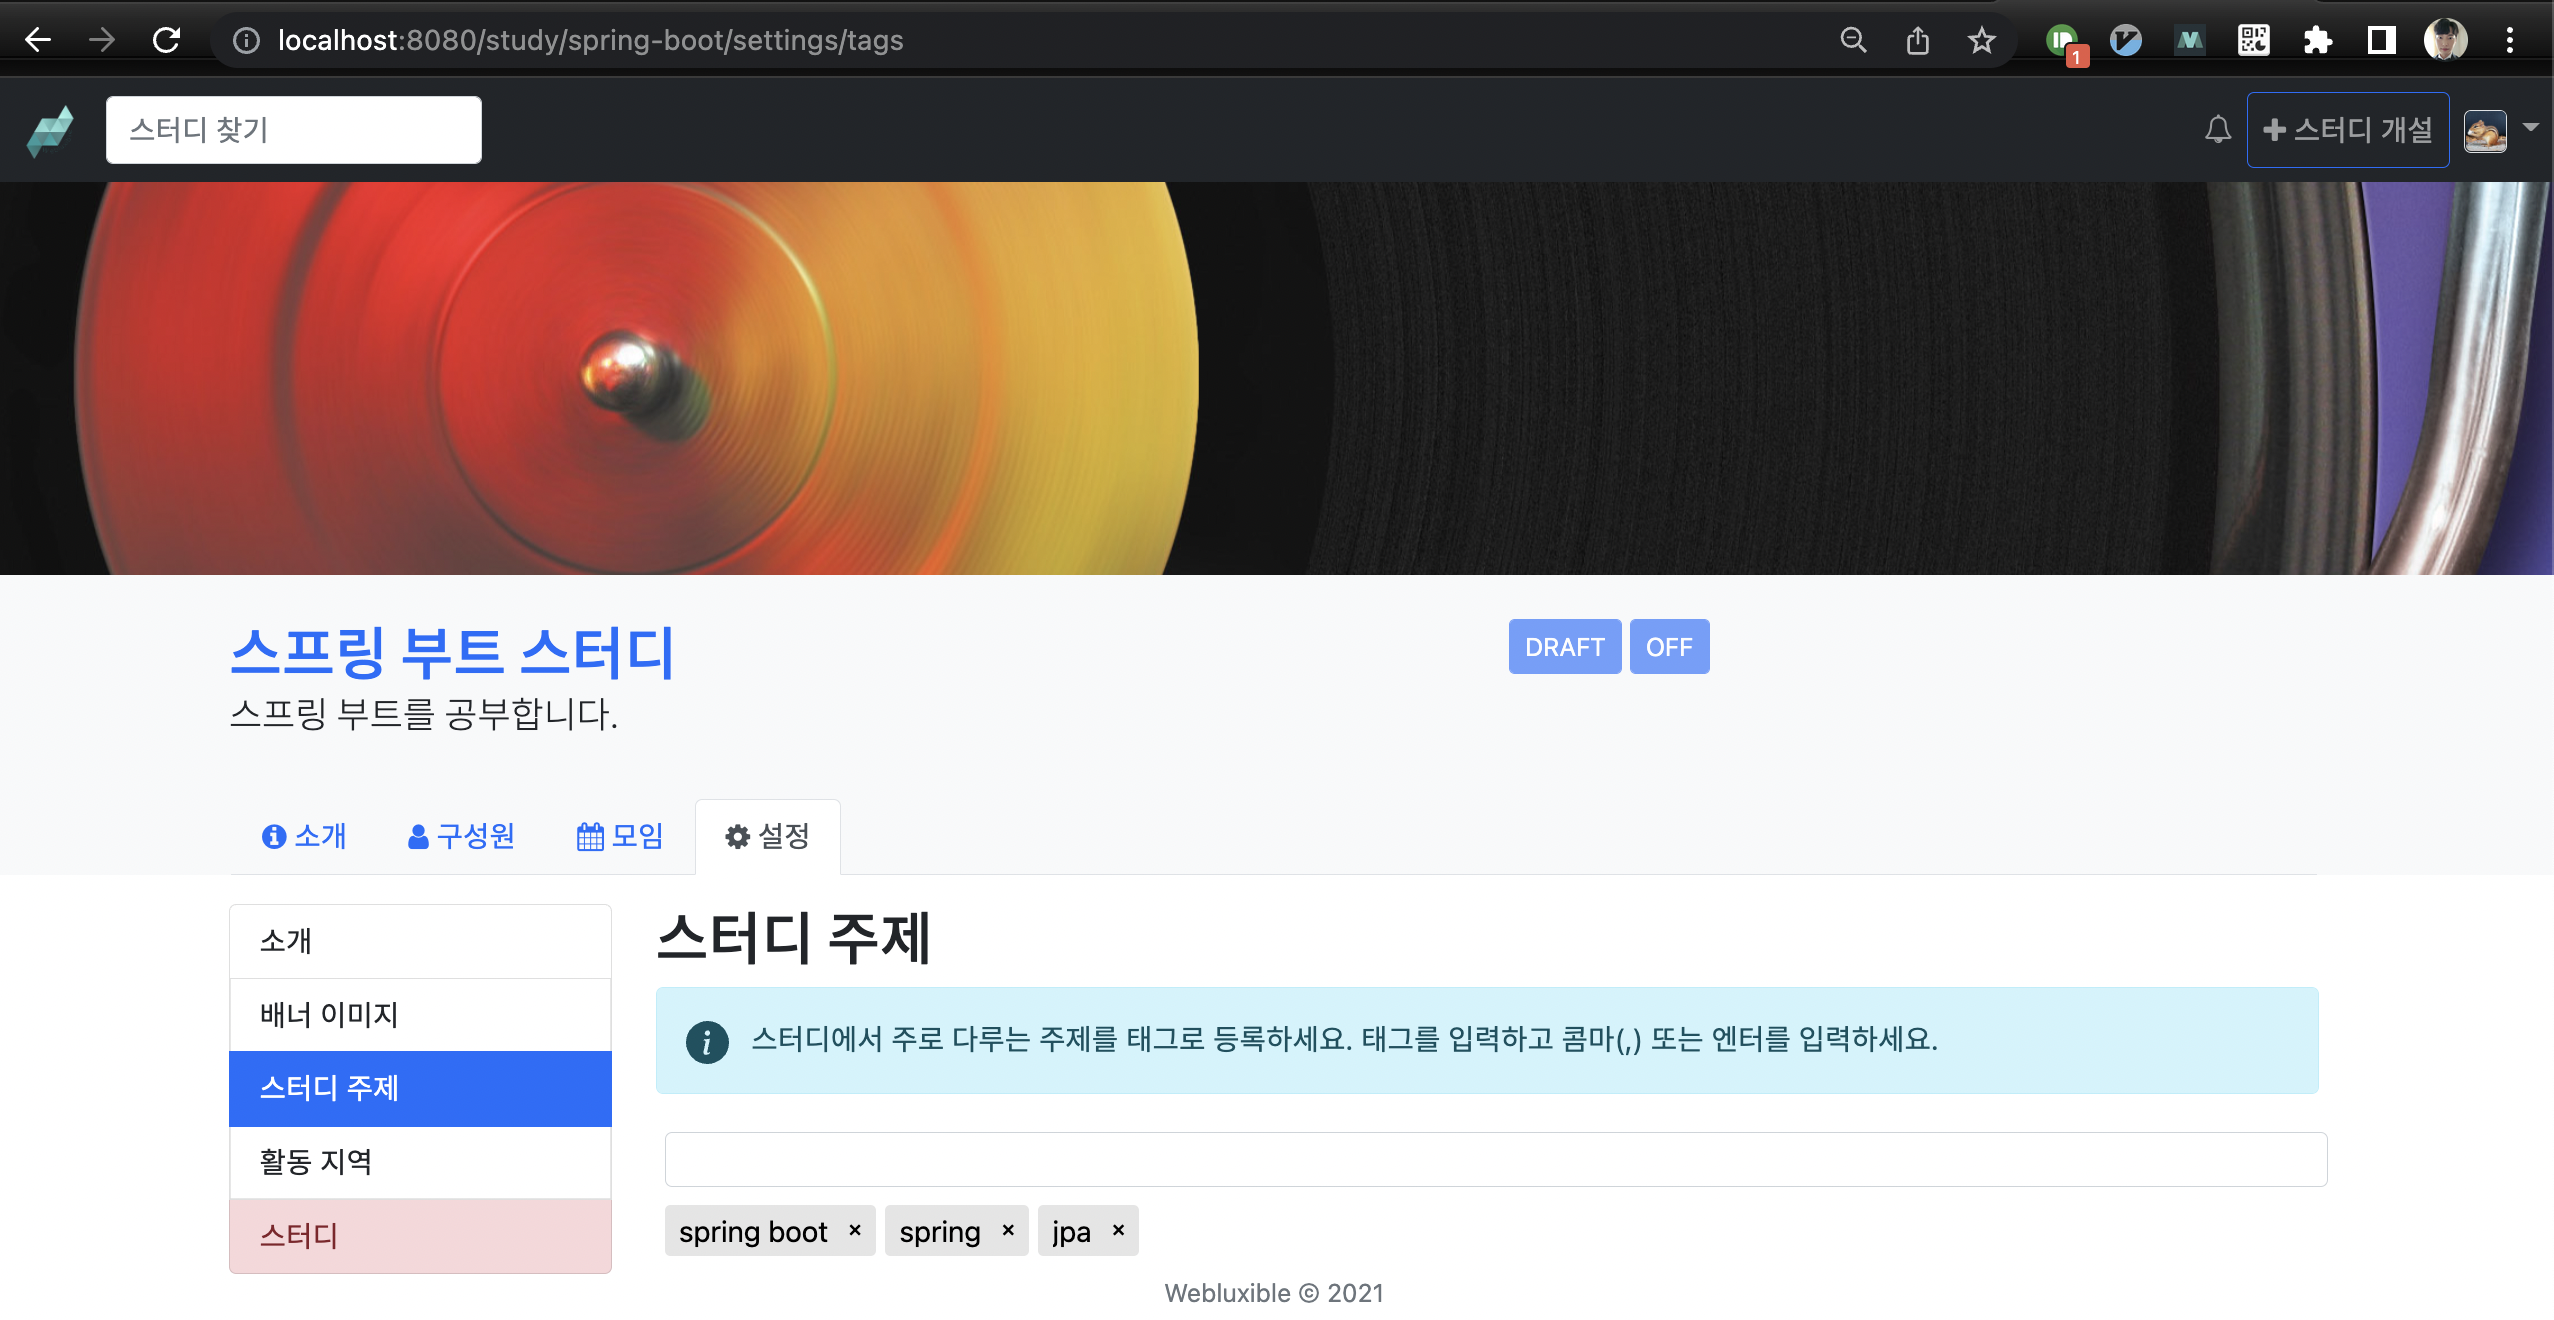 localhost:8080/study/spring-boot/settings/tags
1
스터디 찾기
스터디 개설
스프링 부트 스터디
DRAFT OFF
스프링 부트를 공부합니다.
소개 구성원 모임 설정
소개
배너 이미지
스터디 주제
활동 지역
스터디
스터디 주제
스터디에서 주로 다루는 주제를 태그로 등록하세요. 태그를 입력하고 콤마(,) 또는 엔터를 입력하세요.
spring boot × spring × jpa ×
Webluxible © 2021